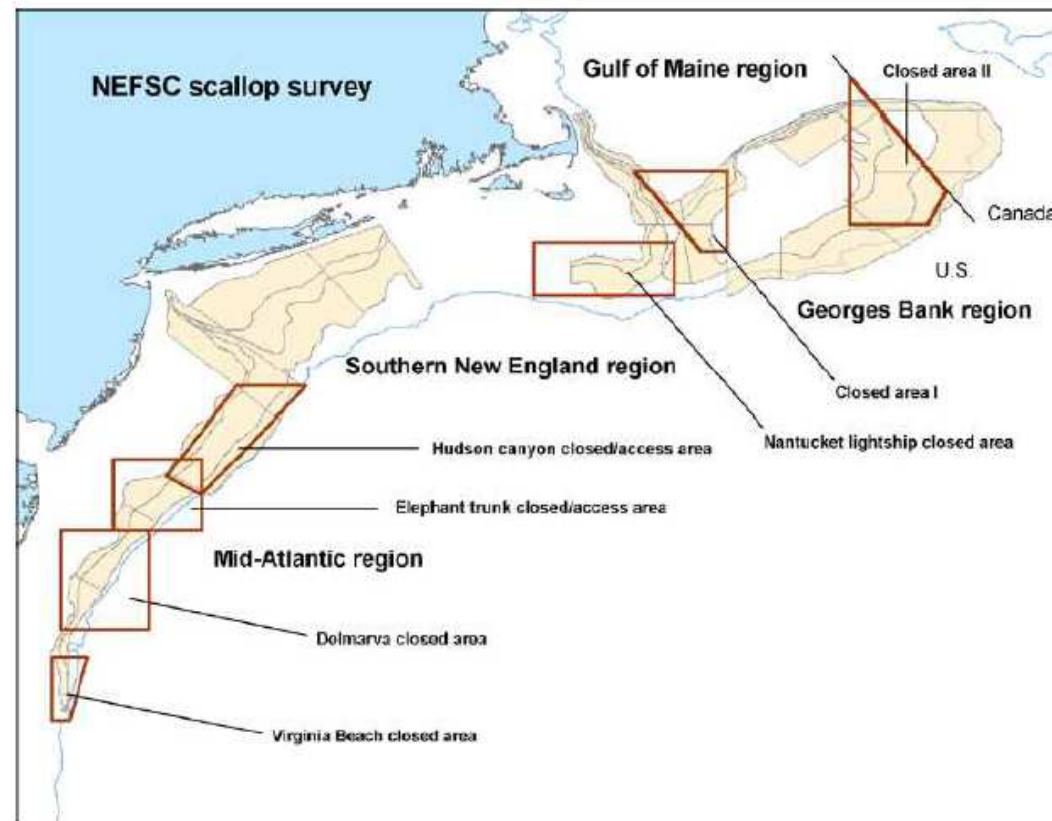 NEFSC scallop survey
Gulf of Maine region
Closed area II
Canada
U.S.
Georges Bank region
Southern New England region
Closed area I
Nantucket lightship closed area
Hudson canyon closed/access area
Elephant trunk closed/access area
Mid-Atlantic region
Delmarva closed area
Virginia Beach closed area